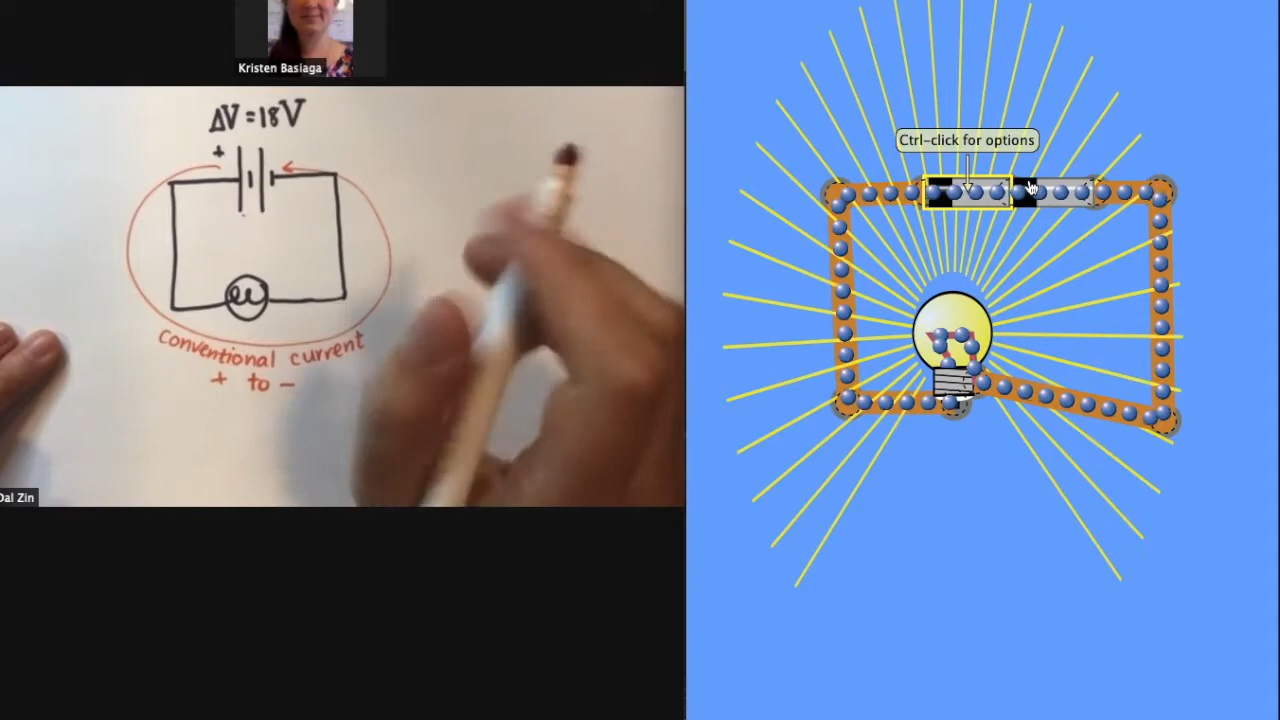 Kristen Basiaga
ΔV = 18V
+
conventional current
+ to -
Dal Zin
Ctrl-click for options